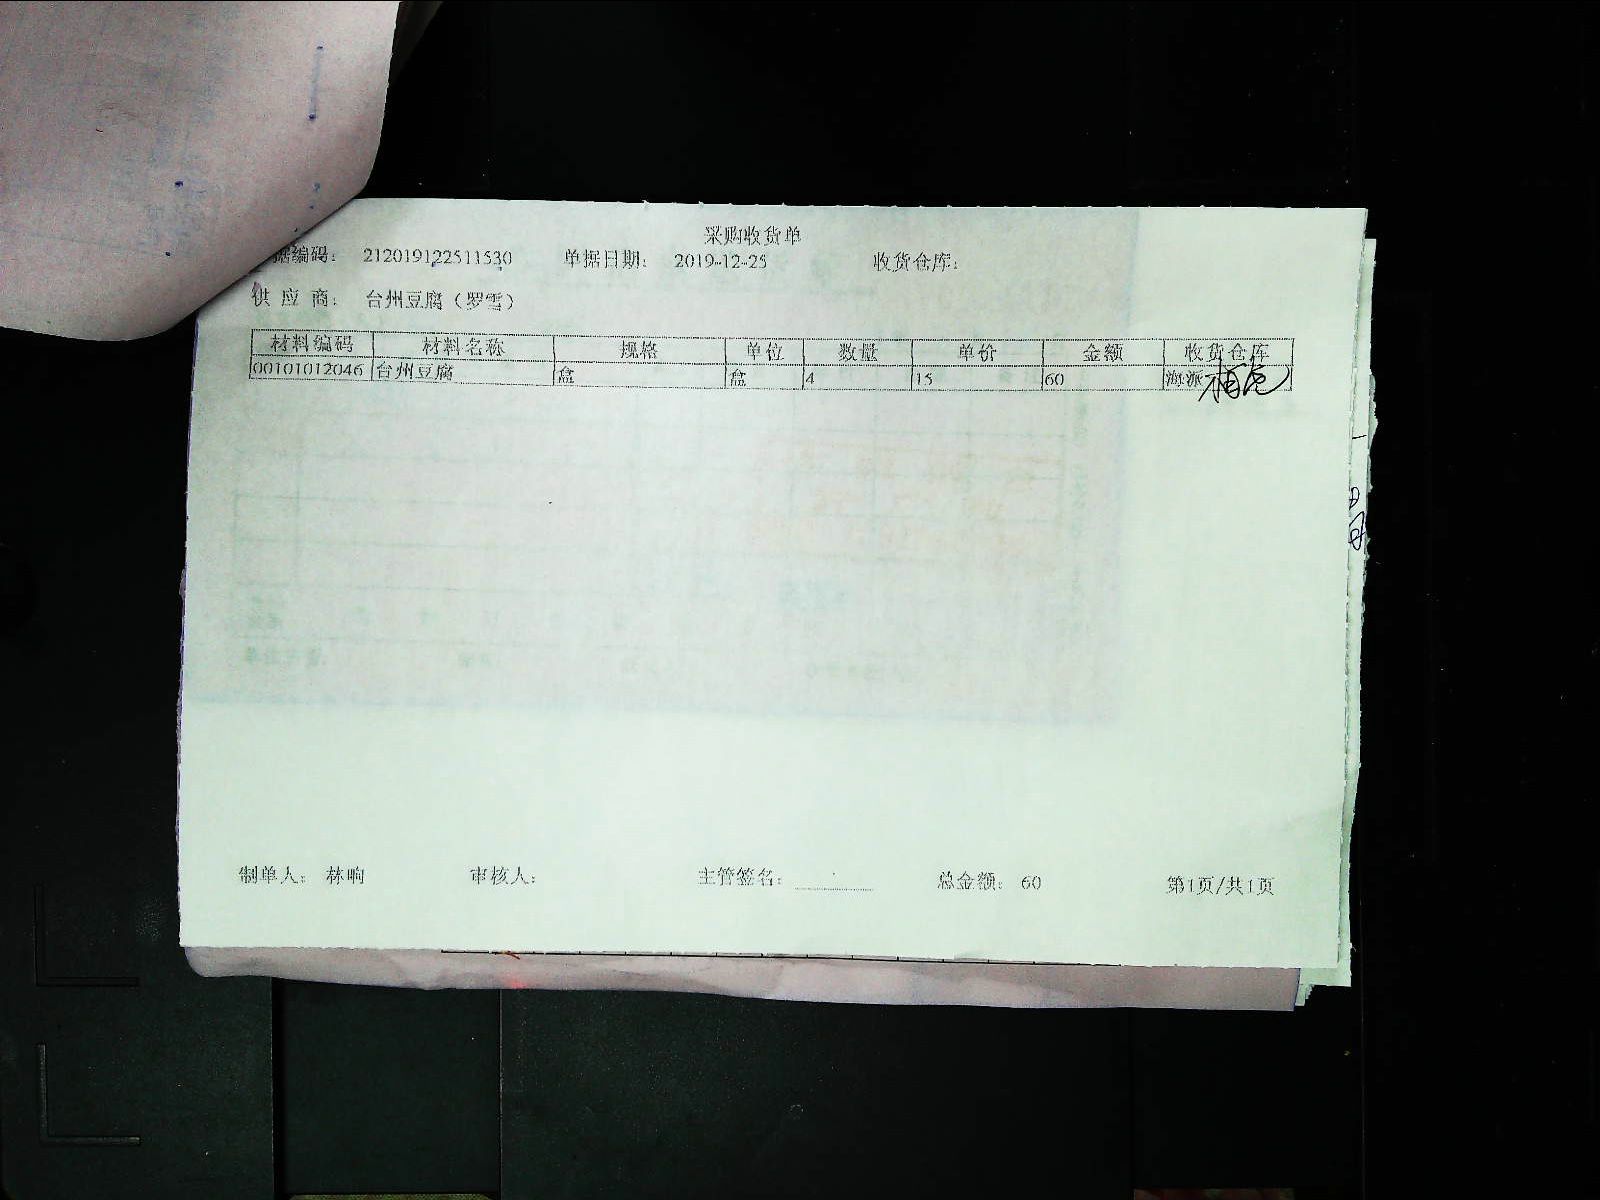 采购收货单
据编码： 212019122511530 单据日期： 2019-12-25 收货仓库：
供 应 商： 台州豆腐（罗雪）
材料编码 材料名称 规格 单位 数量 单价 金额 收货仓库
00101012046 台州豆腐 盒 盒 4 15 60 海派
制单人： 林响 审核人： 主管签名： 总金额： 60 第1页/共1页